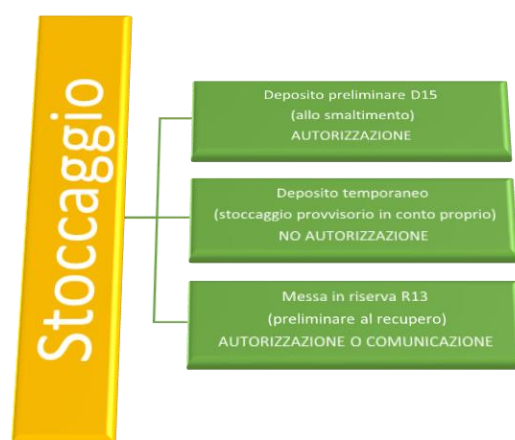 Stoccaggio
Deposito preliminare D15
(allo smaltimento)
AUTORIZZAZIONE
Deposito temporaneo
(stoccaggio provvisorio in conto proprio)
NO AUTORIZZAZIONE
Messa in riserva R13
(preliminare al recupero)
AUTORIZZAZIONE O COMUNICAZIONE